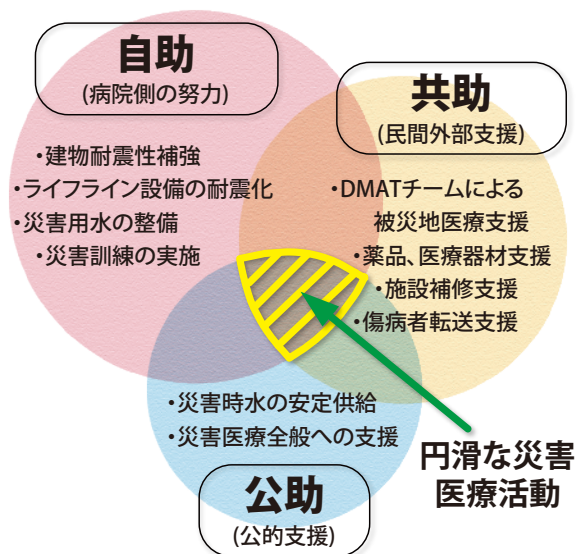 自助
(病院側の努力)
・建物耐震性補強
・ライフライン設備の耐震化
・災害用水の整備
・災害訓練の実施
共助
(民間外部支援)
・DMATチームによる
被災地医療支援
・薬品、医療器材支援
・施設補修支援
・傷病者転送支援
・災害時水の安定供給
・災害医療全般への支援
公助
(公的支援)
円滑な災害
医療活動